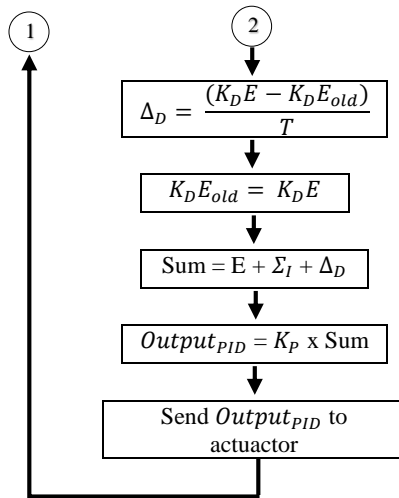 1
2
Δ_D = (K_D E − K_D E_old) / T
K_D E_old = K_D E
Sum = E + Σ_I + Δ_D
Output_PID = K_P x Sum
Send Output_PID to
actuactor